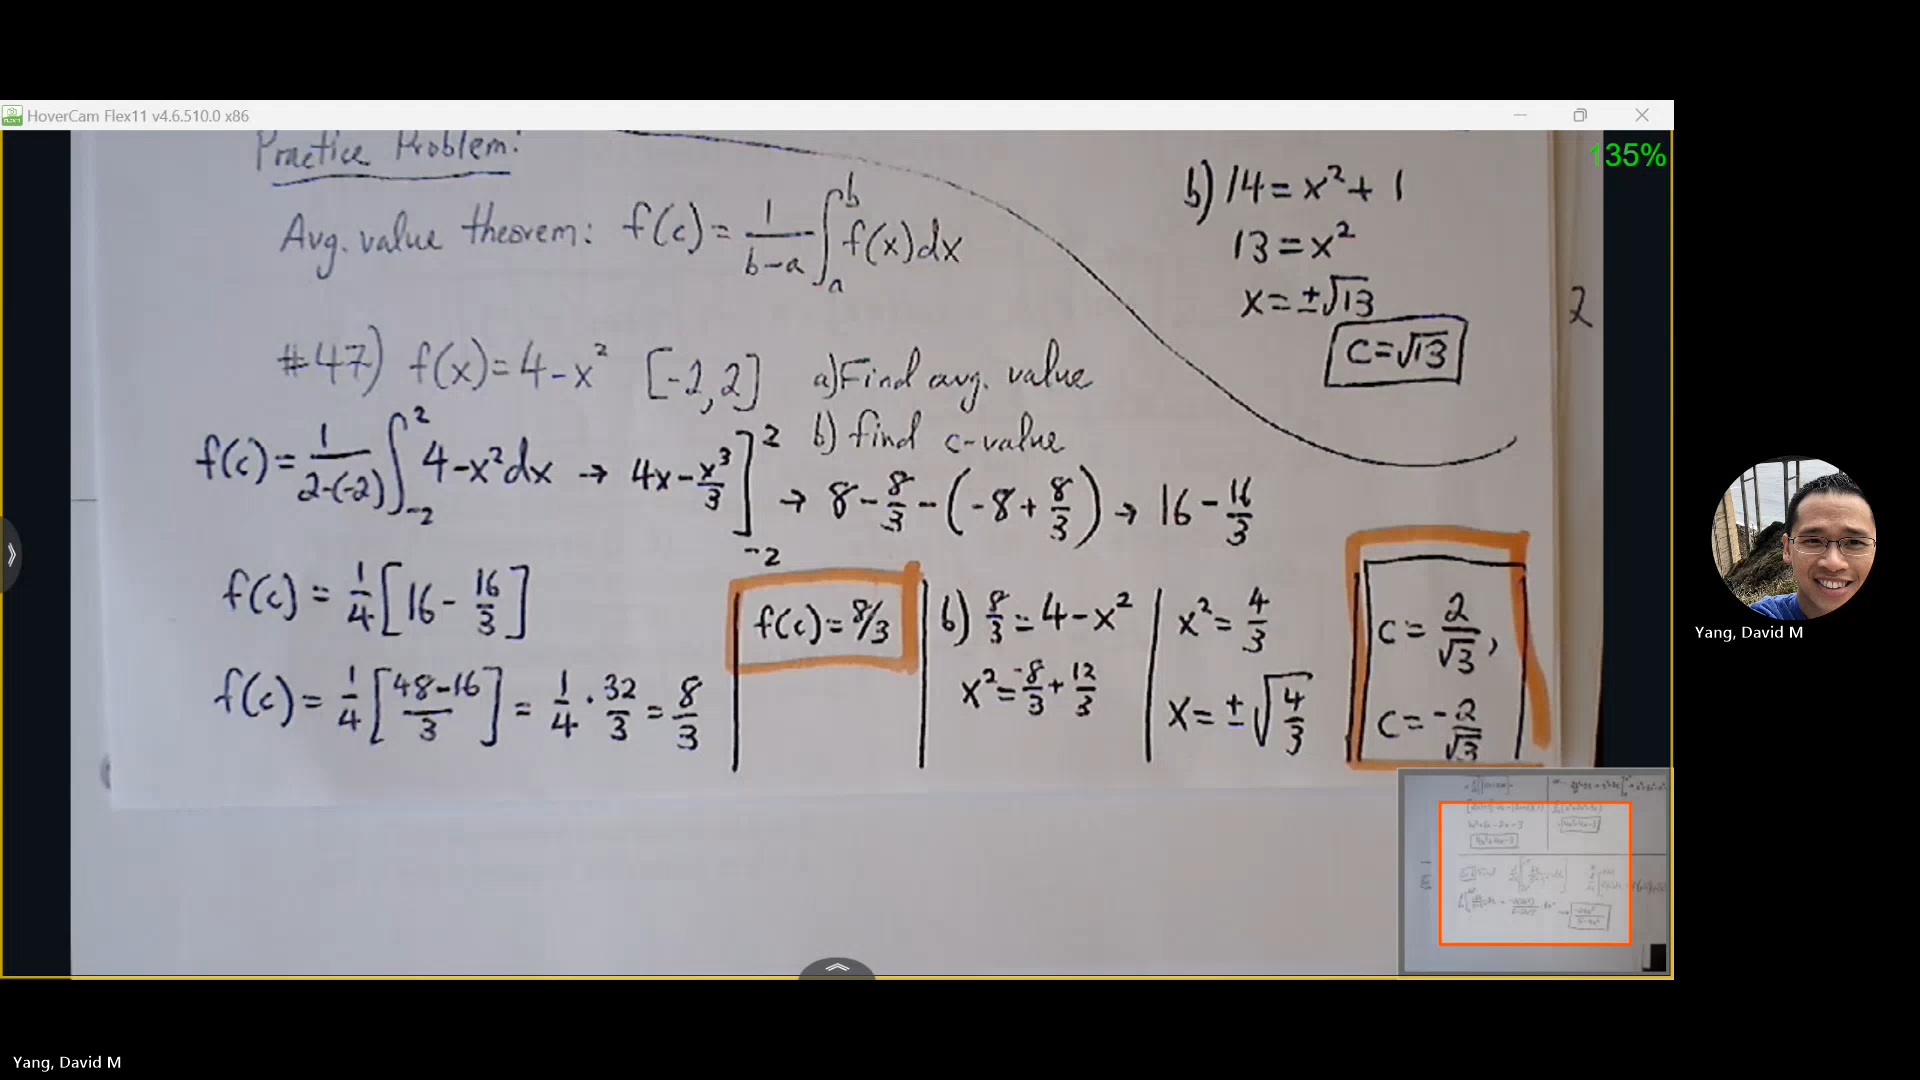 HoverCam Flex11 v4.6.510.0 x86
135%
Practice Problem:
Avg. value theorem: f(c) = 1/(b-a) ∫_a^b f(x)dx
#47) f(x) = 4 - x² [-2, 2] a) Find avg. value
b) find c-value
f(c) = 1/(2-(-2)) ∫_-2^2 4-x² dx → 4x - x³/3 ]_-2^2 → 8 - 8/3 - (-8 + 8/3) → 16 - 16/3
f(c) = 1/4 [16 - 16/3]
f(c) = 1/4 [(48-16)/3] = 1/4 · 32/3 = 8/3
f(c) = 8/3
b) 8/3 = 4 - x²
x² = -8/3 + 12/3
x² = 4/3
x = ±√(4/3)
c = 2/√3,
c = -2/√3
b) 14 = x² + 1
13 = x²
x = ±√13
c = √13
2
Yang, David M
Yang, David M